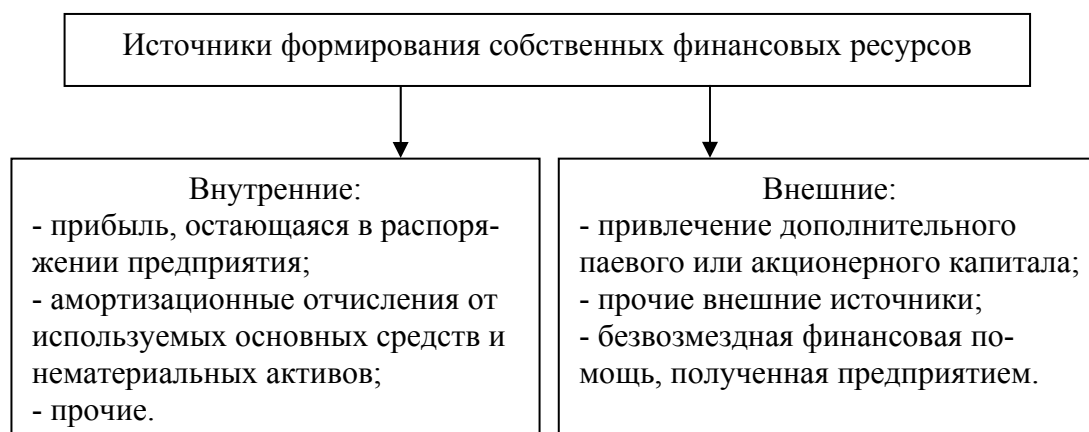 Источники формирования собственных финансовых ресурсов
Внутренние:
- прибыль, остающаяся в распоря-
жении предприятия;
- амортизационные отчисления от
используемых основных средств и
нематериальных активов;
- прочие.
Внешние:
- привлечение дополнительного
паевого или акционерного капитала;
- прочие внешние источники;
- безвозмездная финансовая по-
мощь, полученная предприятием.